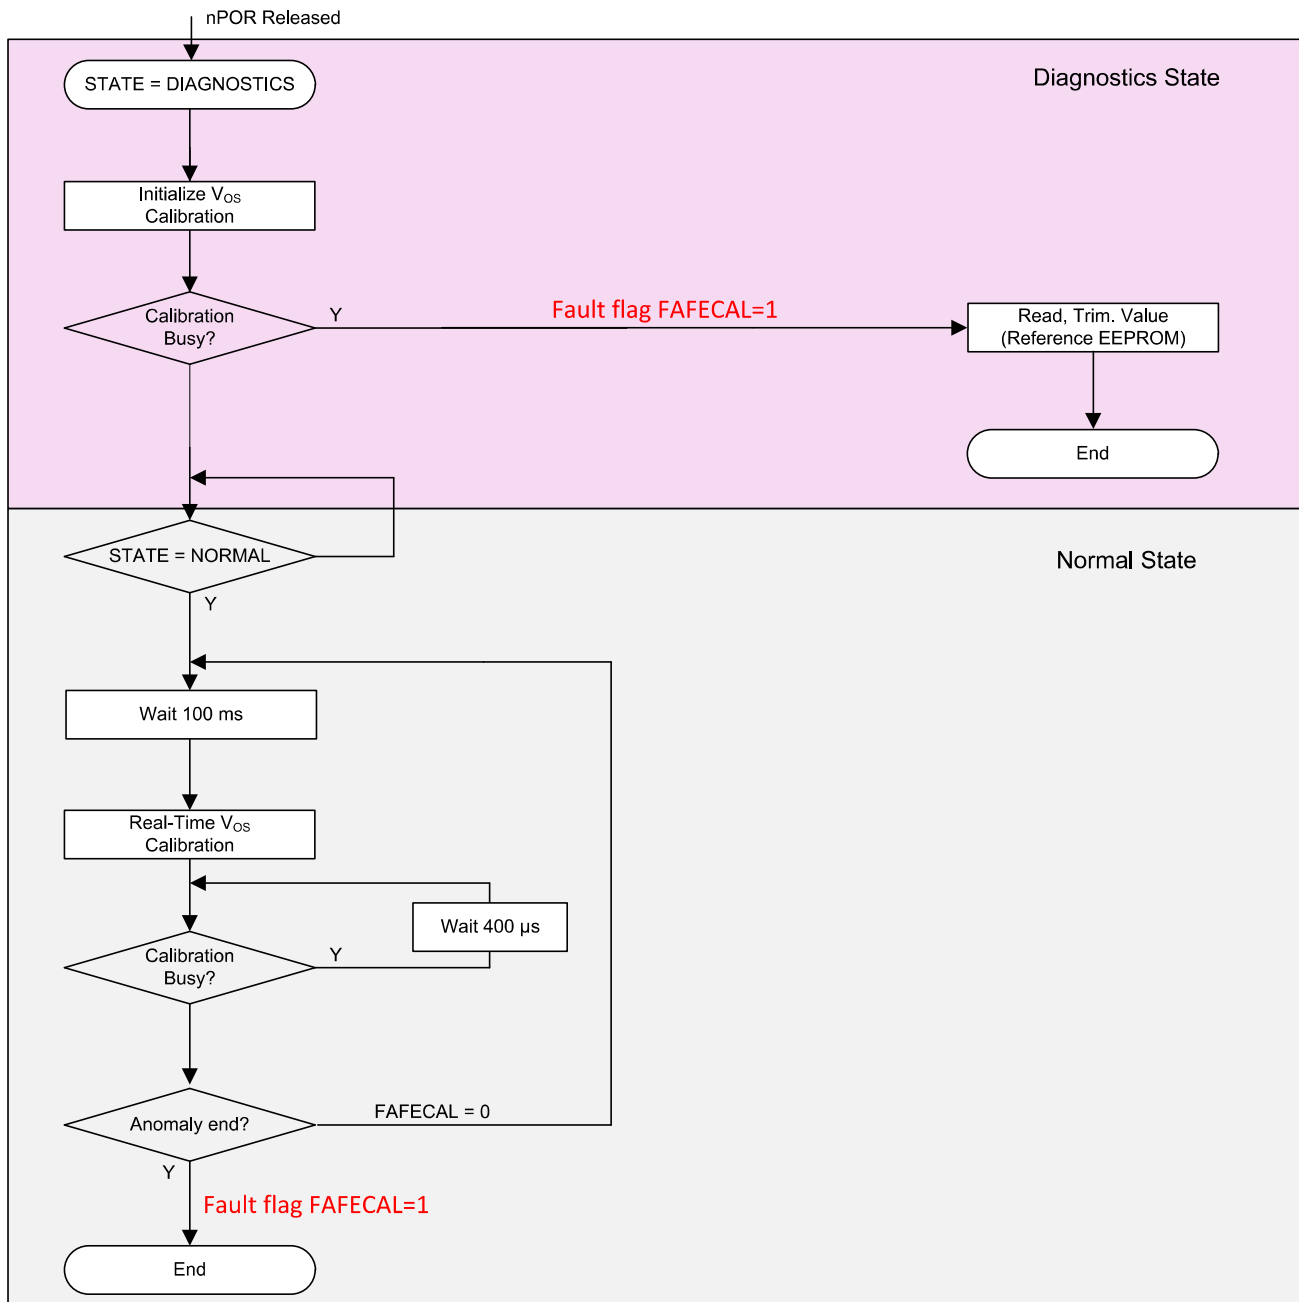 nPOR Released
STATE = DIAGNOSTICS
Diagnostics State
Initialize VOS
Calibration
Calibration
Busy?
Y
Fault flag FAFECAL=1
Read, Trim. Value
(Reference EEPROM)
End
STATE = NORMAL
Y
Normal State
Wait 100 ms
Real-Time VOS
Calibration
Wait 400 µs
Calibration
Busy?
Y
Anomaly end?
FAFECAL = 0
Y
Fault flag FAFECAL=1
End